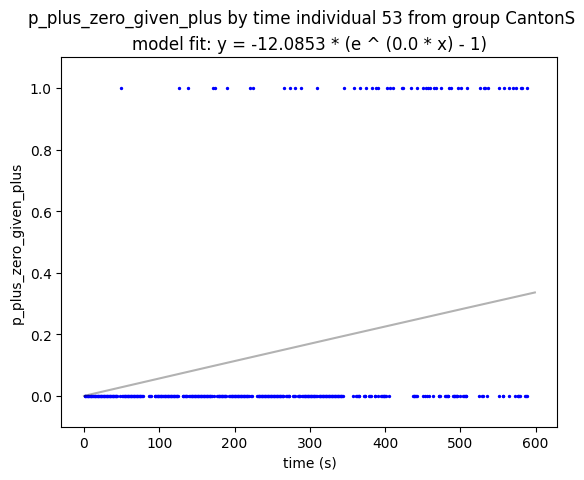 p_plus_zero_given_plus by time individual 53 from group CantonS
model fit: y = -12.0853 * (e ^ (0.0 * x) - 1)
1.0
0.8
0.6
0.4
0.2
0.0
p_plus_zero_given_plus
0 100 200 300 400 500 600
time (s)